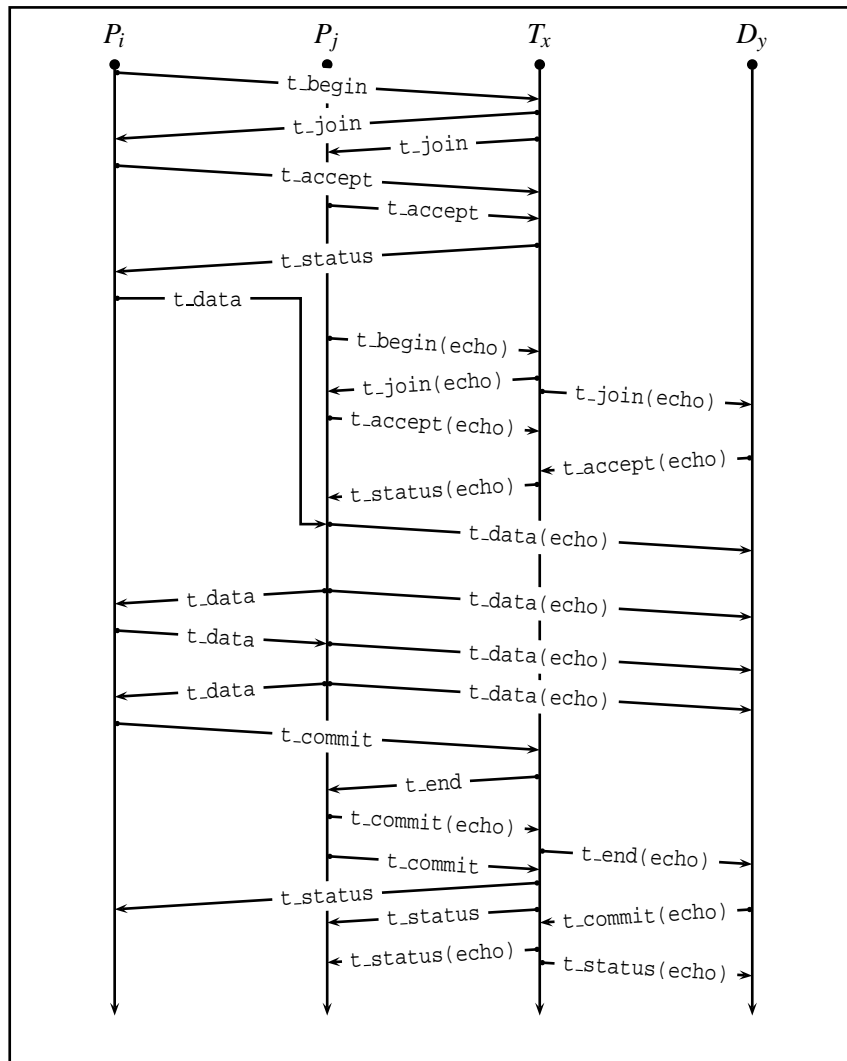 P_i P_j T_x D_y
t_begin
t_join
t_join
t_accept
t_accept
t_status
t_data
t_begin(echo)
t_join(echo) t_join(echo)
t_accept(echo)
t_accept(echo)
t_status(echo)
t_data(echo)
t_data t_data(echo)
t_data t_data(echo)
t_data t_data(echo)
t_commit
t_end
t_commit(echo)
t_end(echo)
t_commit
t_status
t_status t_commit(echo)
t_status(echo) t_status(echo)